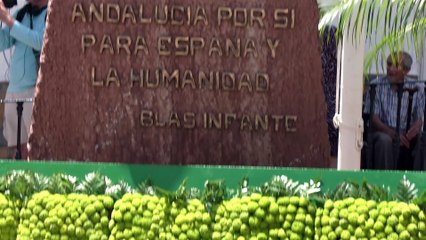 ANDALUCIA POR SI
PARA ESPAÑA Y
LA HUMANIDAD
BLAS INFANTE